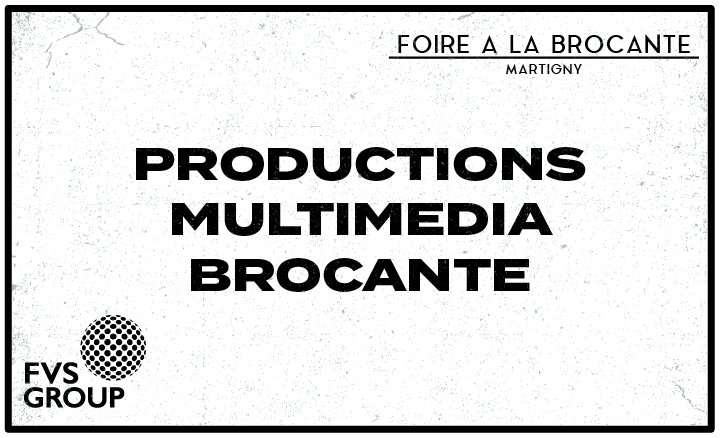 FOIRE A LA BROCANTE
MARTIGNY
PRODUCTIONS
MULTIMEDIA
BROCANTE
FVS
GROUP